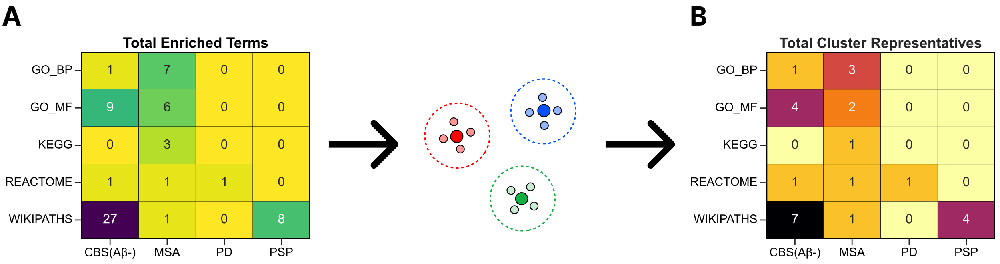 A
Total Enriched Terms
GO_BP 1 7 0 0
GO_MF 9 6 0 0
KEGG 0 3 0 0
REACTOME 1 1 1 0
WIKIPATHS 27 1 0 8
CBS(Aβ-) MSA PD PSP
B
Total Cluster Representatives
GO_BP 1 3 0 0
GO_MF 4 2 0 0
KEGG 0 1 0 0
REACTOME 1 1 1 0
WIKIPATHS 7 1 0 4
CBS(Aβ-) MSA PD PSP